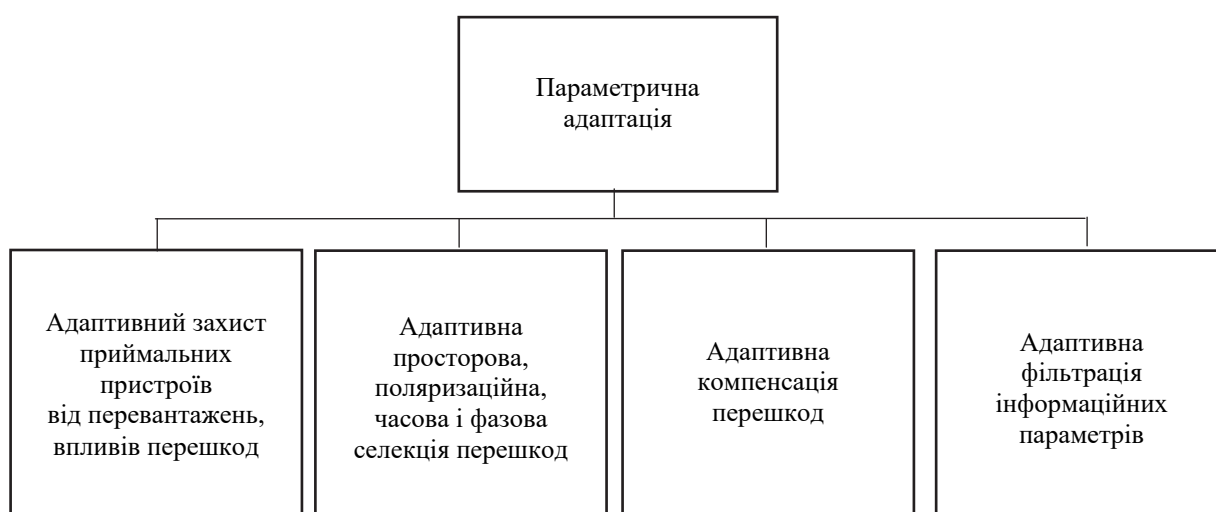 Параметрична
адаптація
Адаптивний захист
приймальних
пристроїв
від перевантажень,
впливів перешкод
Адаптивна
просторова,
поляризаційна,
часова і фазова
селекція перешкод
Адаптивна
компенсація
перешкод
Адаптивна
фільтрація
інформаційних
параметрів